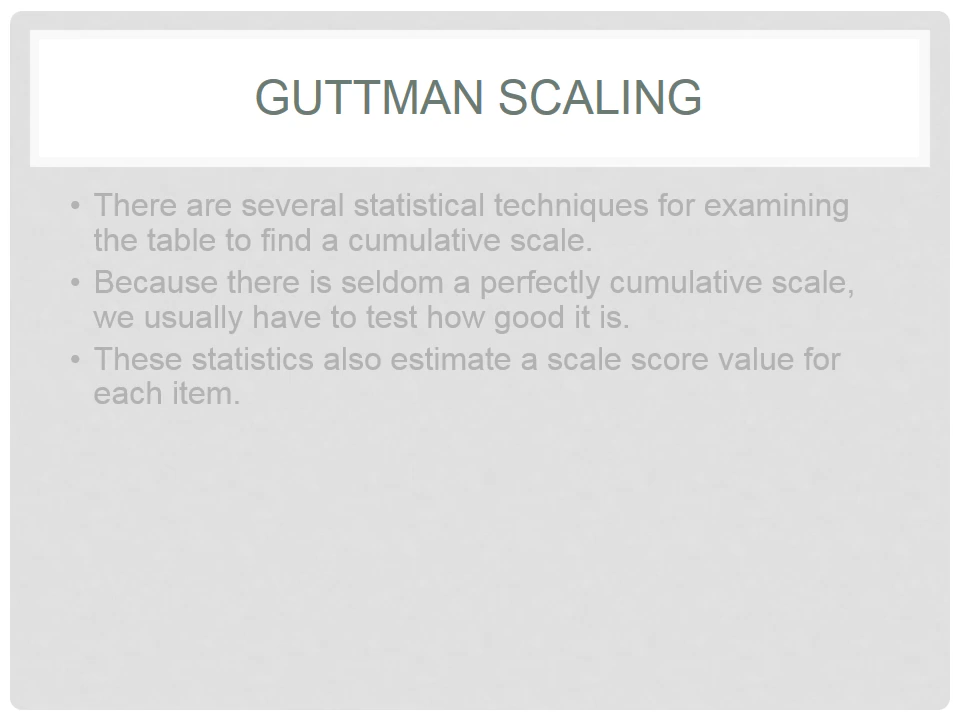 GUTTMAN SCALING
• There are several statistical techniques for examining
the table to find a cumulative scale.
• Because there is seldom a perfectly cumulative scale,
we usually have to test how good it is.
• These statistics also estimate a scale score value for
each item.